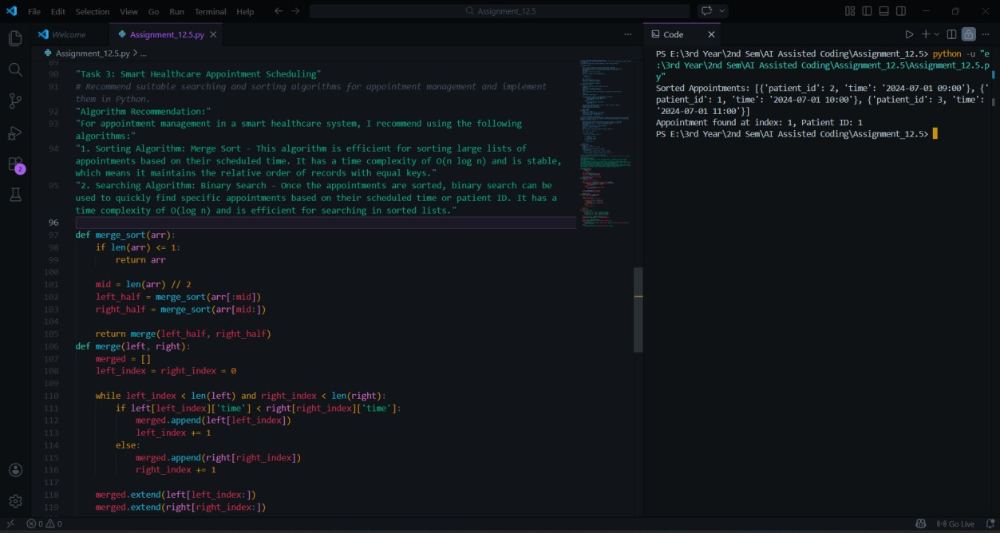 File Edit Selection View Go Run Terminal Help
Assignment_12.5
Welcome
Assignment_12.5.py
Assignment_12.5.py > ...
89
90 "Task 3: Smart Healthcare Appointment Scheduling"
91 # Recommend suitable searching and sorting algorithms for appointment management and implement
them in Python.
92 "Algorithm Recommendation:"
93 "For appointment management in a smart healthcare system, I recommend using the following
algorithms:"
94 "1. Sorting Algorithm: Merge Sort - This algorithm is efficient for sorting large lists of
appointments based on their scheduled time. It has a time complexity of O(n log n) and is stable,
which means it maintains the relative order of records with equal keys."
95 "2. Searching Algorithm: Binary Search - Once the appointments are sorted, binary search can be
used to quickly find specific appointments based on their scheduled time or patient ID. It has a
time complexity of O(log n) and is efficient for searching in sorted lists."
96
97 def merge_sort(arr):
98 if len(arr) <= 1:
99 return arr
100
101 mid = len(arr) // 2
102 left_half = merge_sort(arr[:mid])
103 right_half = merge_sort(arr[mid:])
104
105 return merge(left_half, right_half)
106 def merge(left, right):
107 merged = []
108 left_index = right_index = 0
109
110 while left_index < len(left) and right_index < len(right):
111 if left[left_index]['time'] < right[right_index]['time']:
112 merged.append(left[left_index])
113 left_index += 1
114 else:
115 merged.append(right[right_index])
116 right_index += 1
117
118 merged.extend(left[left_index:])
119 merged.extend(right[right_index:])
Code
PS E:\3rd Year\2nd Sem\AI Assisted Coding\Assignment_12.5> python -u "e
:\3rd Year\2nd Sem\AI Assisted Coding\Assignment_12.5\Assignment_12.5.p
y"
Sorted Appointments: [{'patient_id': 2, 'time': '2024-07-01 09:00'}, {'
patient_id': 1, 'time': '2024-07-01 10:00'}, {'patient_id': 3, 'time':
'2024-07-01 11:00'}]
Appointment found at index: 1, Patient ID: 1
PS E:\3rd Year\2nd Sem\AI Assisted Coding\Assignment_12.5>
2
0 0
Go Live